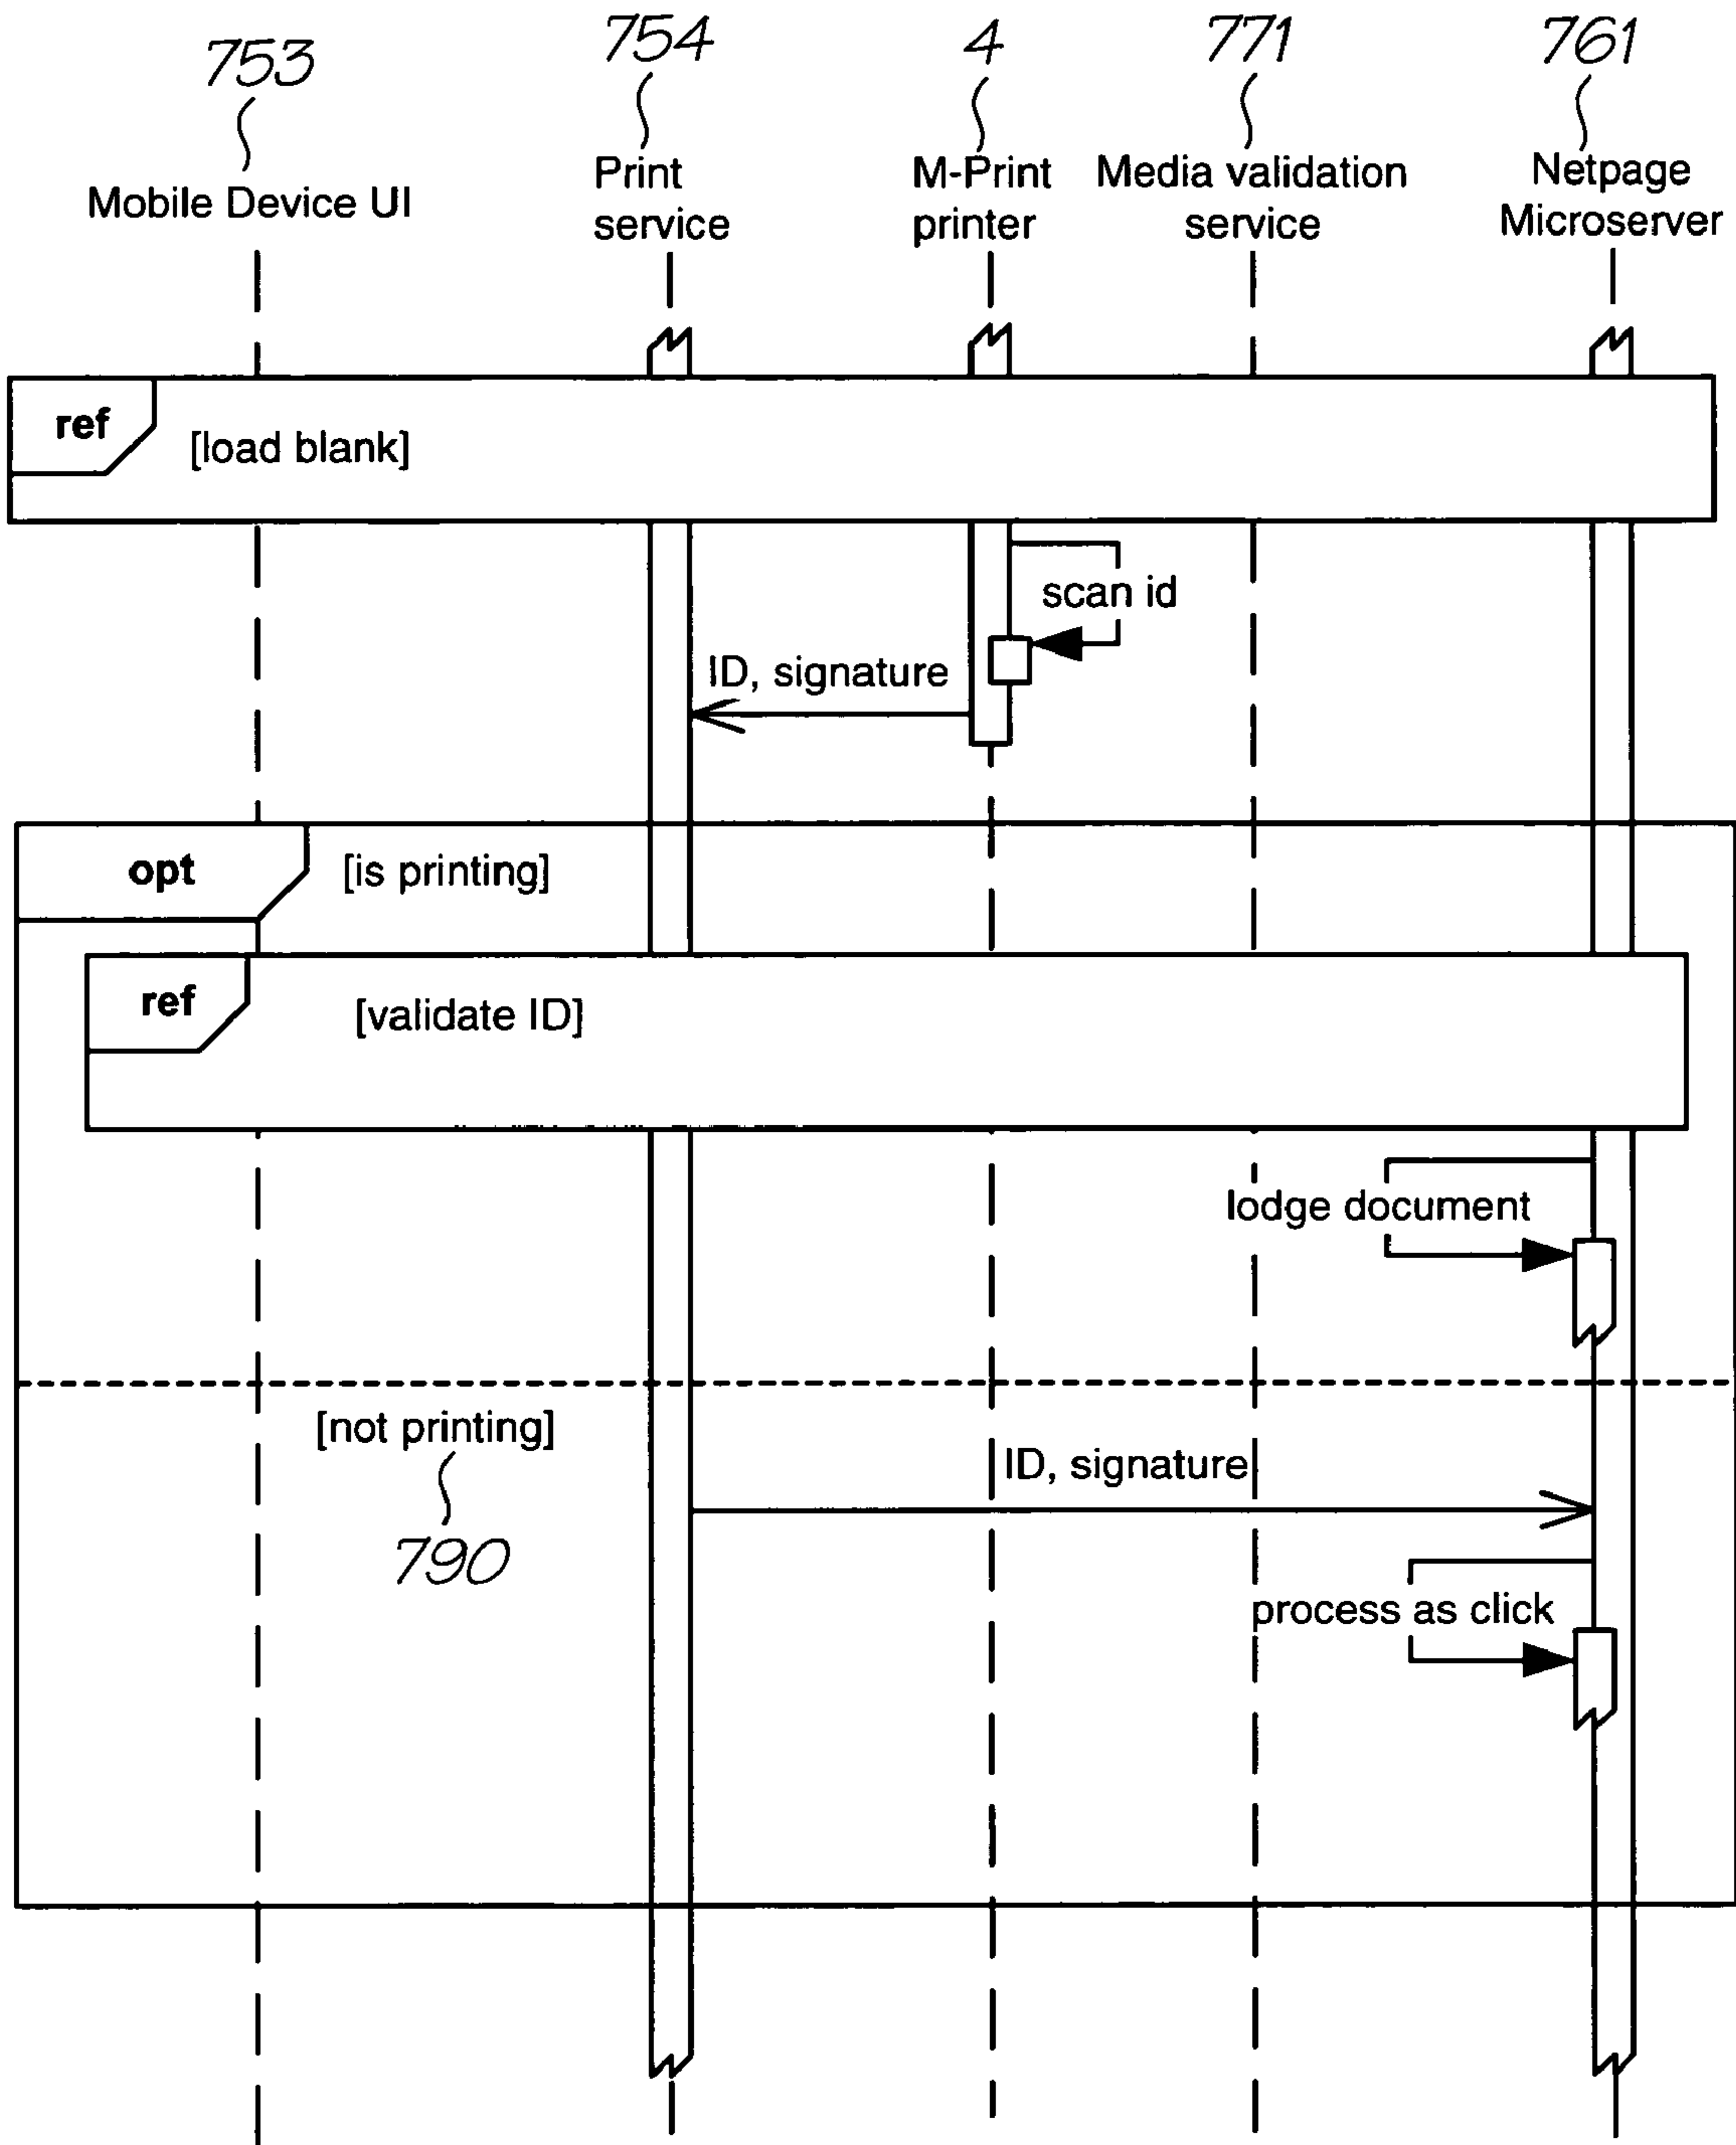 753
754
4
771
761
Mobile Device UI
Print
service
M-Print
printer
Media validation
service
Netpage
Microserver
ref
[load blank]
scan id
ID, signature
opt
[is printing]
ref
[validate ID]
lodge document
[not printing]
790
ID, signature
process as click